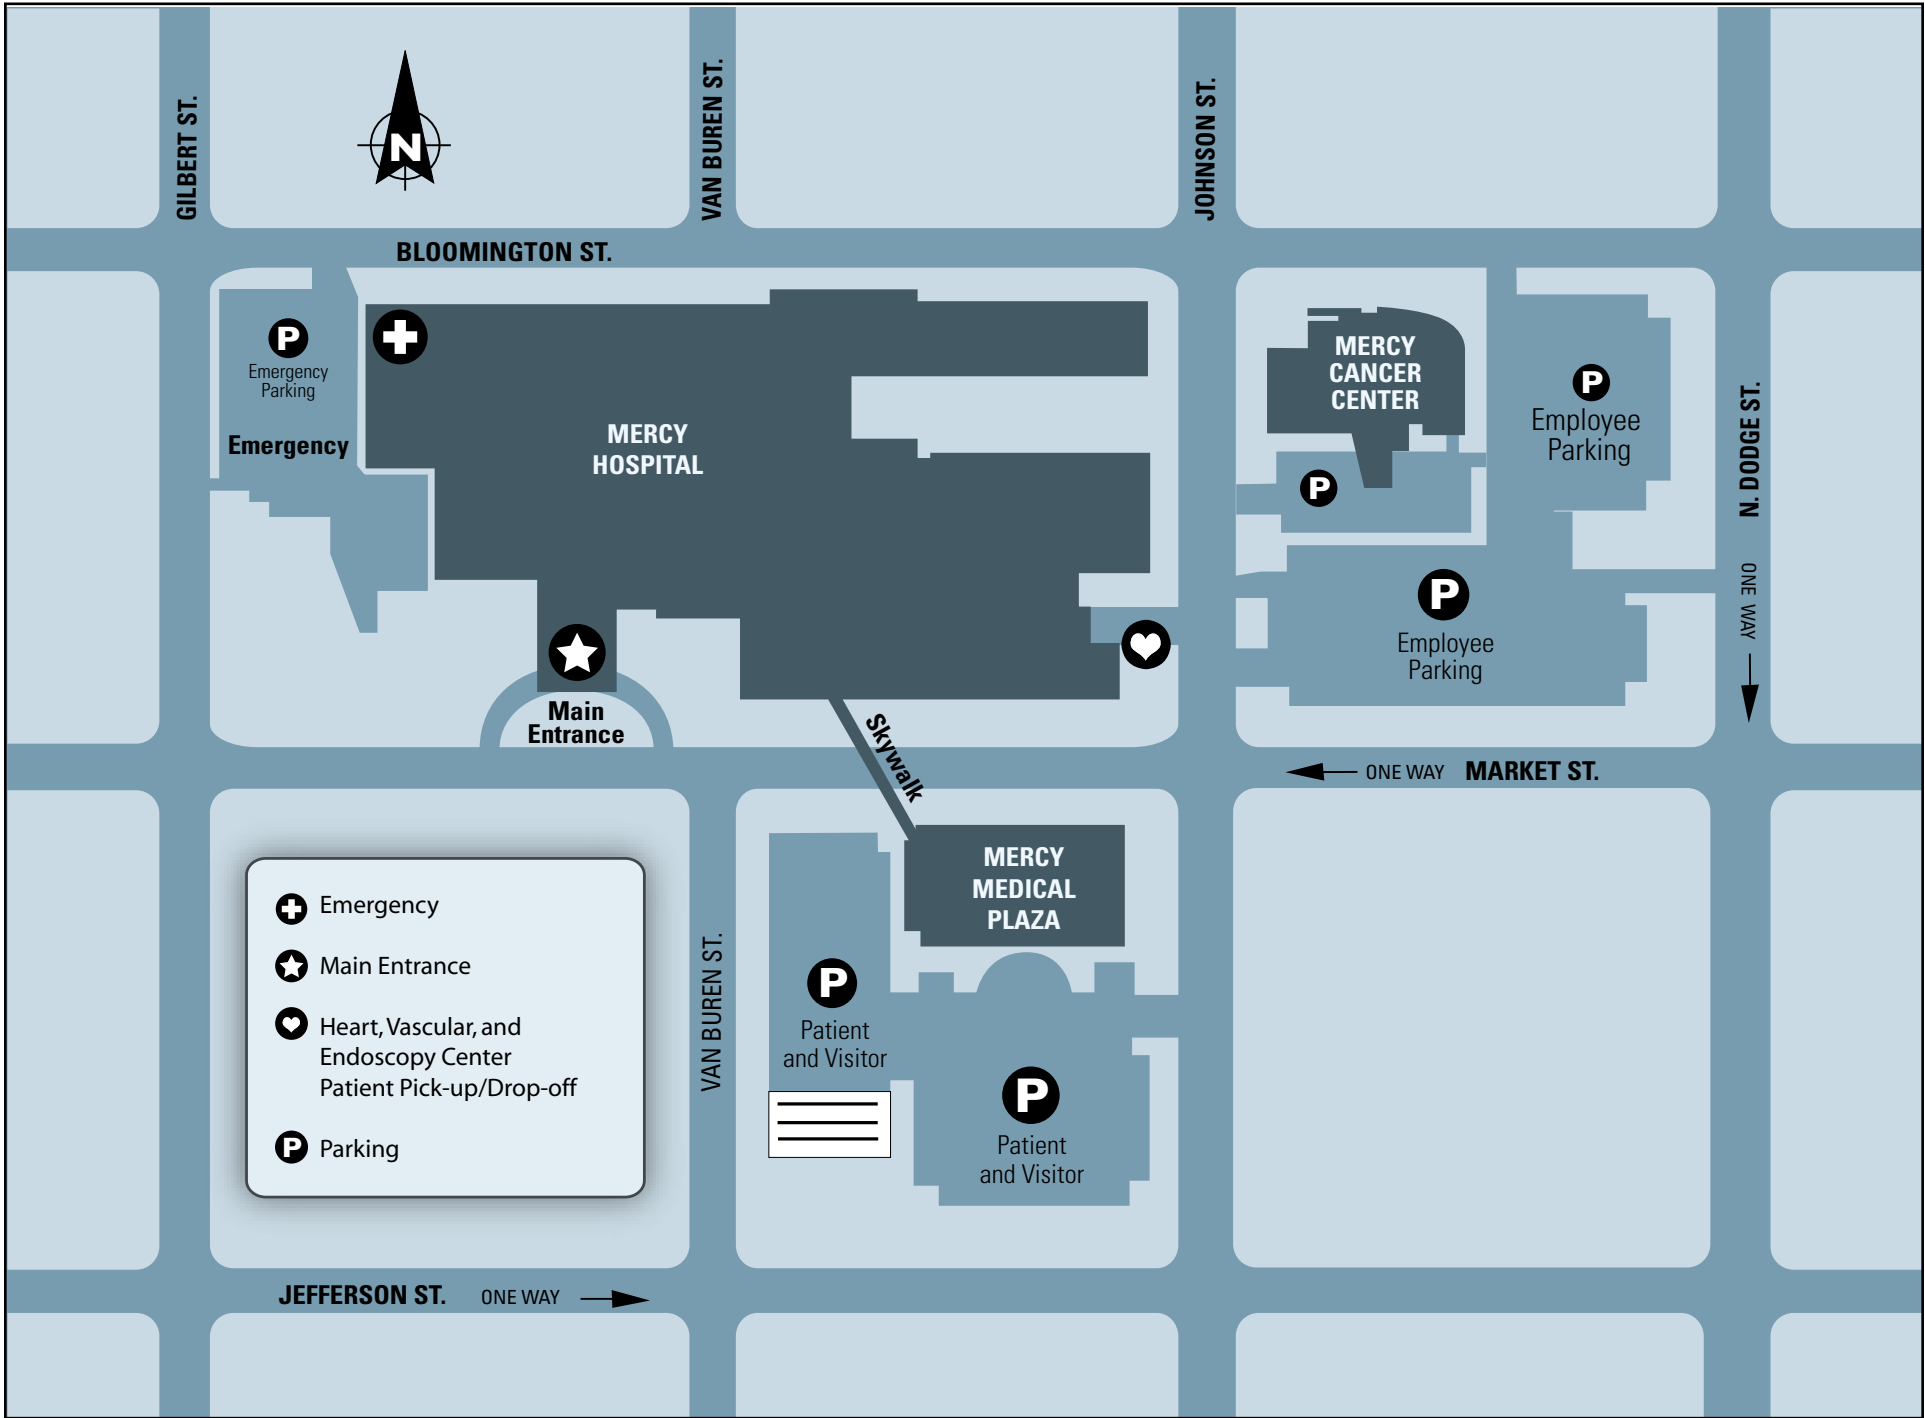 GILBERT ST.
VAN BUREN ST.
JOHNSON ST.
N
BLOOMINGTON ST.
P
Emergency
Parking
Emergency
MERCY
HOSPITAL
MERCY
CANCER
CENTER
P
P
Employee
Parking
N. DODGE ST.
ONE WAY
P
Employee
Parking
Main
Entrance
Skywalk
ONE WAY MARKET ST.
MERCY
MEDICAL
PLAZA
Emergency
Main Entrance
Heart, Vascular, and
Endoscopy Center
Patient Pick-up/Drop-off
P Parking
VAN BUREN ST.
P
Patient
and Visitor
P
Patient
and Visitor
JEFFERSON ST. ONE WAY